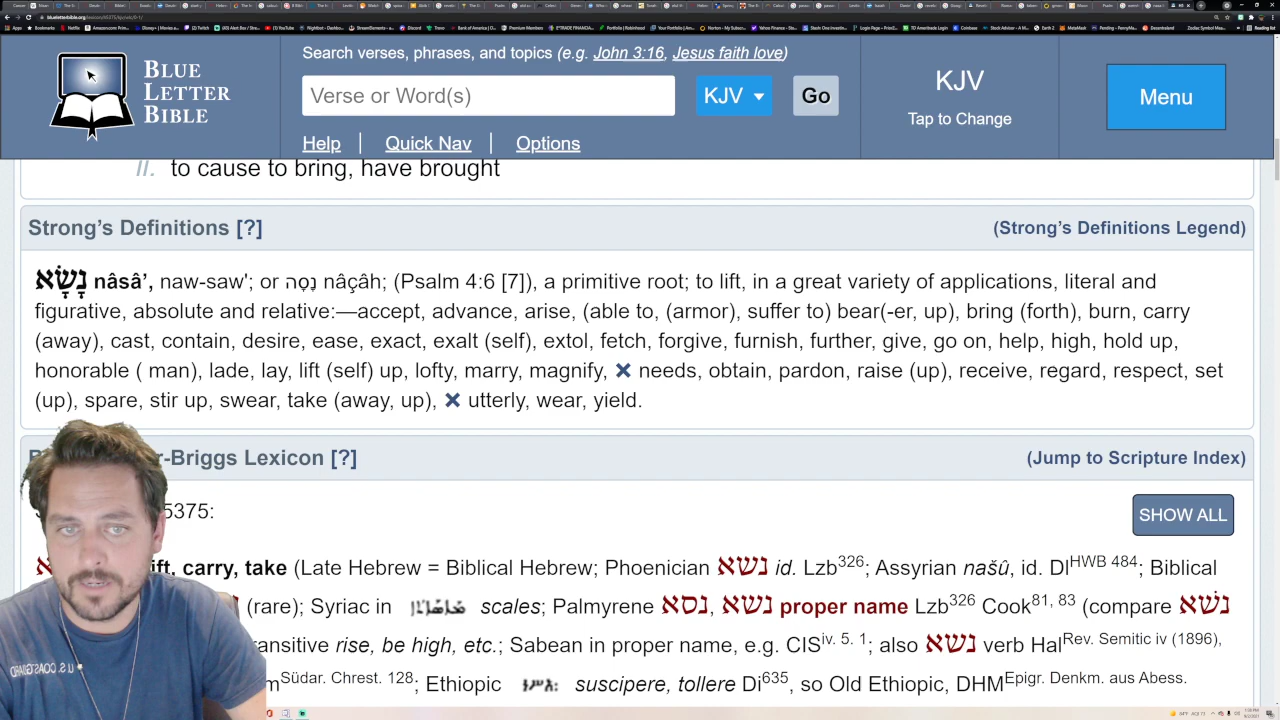 blueletterbible.org
BLUE
LETTER
BIBLE
Search verses, phrases, and topics (e.g. John 3:16, Jesus faith love)
Verse or Word(s)
KJV
Go
Help
Quick Nav
Options
KJV
Tap to Change
Menu
II. to cause to bring, have brought
Strong’s Definitions [?]
(Strong’s Definitions Legend)
נָשָׂא nâsâʼ, naw-saw'; or נָסָה nâçâh; (Psalm 4:6 [7]), a primitive root; to lift, in a great variety of applications, literal and
figurative, absolute and relative:—accept, advance, arise, (able to, (armor), suffer to) bear(-er, up), bring (forth), burn, carry
(away), cast, contain, desire, ease, exact, exalt (self), extol, fetch, forgive, furnish, further, give, go on, help, high, hold up,
honorable ( man), lade, lay, lift (self) up, lofty, marry, magnify, × needs, obtain, pardon, raise (up), receive, regard, respect, set
(up), spare, stir up, swear, take (away, up), × utterly, wear, yield.
-Briggs Lexicon [?]
(Jump to Scripture Index)
5375:
SHOW ALL
ift, carry, take (Late Hebrew = Biblical Hebrew; Phoenician נשא id. Lzb326; Assyrian našû, id. DlHWB 484; Biblical
(rare); Syriac in scales; Palmyrene נסא, נשא proper name Lzb326 Cook81, 83 (compare נשׁא
transitive rise, be high, etc.; Sabean in proper name, e.g. CISiv. 5. 1; also נשא verb HalRev. Semitic iv (1896),
mSüdar. Chrest. 128; Ethiopic suscipere, tollere Di635, so Old Ethiopic, DHMEpigr. Denkm. aus Abess.
U.S. COAST GUARD